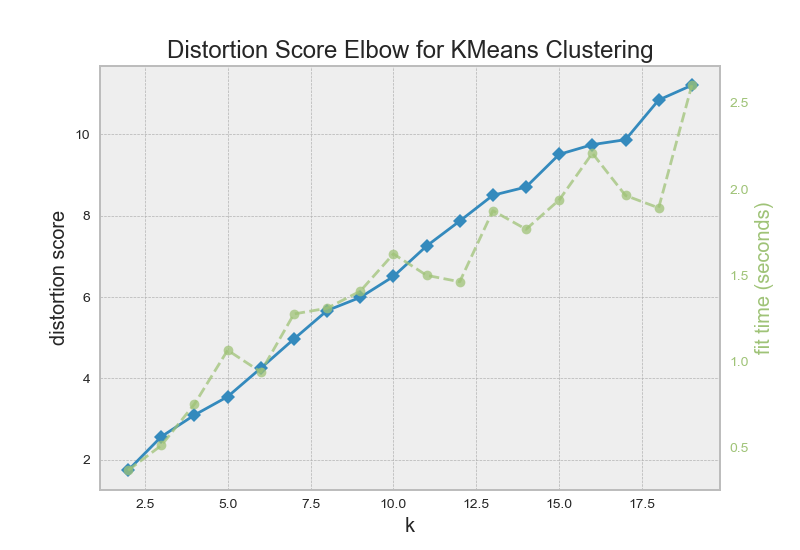 Distortion Score Elbow for KMeans Clustering
distortion score
10
8
6
4
2
2.5
2.0
1.5
1.0
0.5
fit time (seconds)
2.5 5.0 7.5 10.0 12.5 15.0 17.5
k